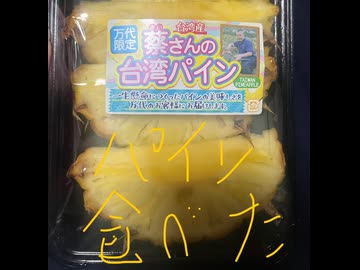 万代
限定
台湾産
蔡さんの
台湾パイン
TAIWAN
PINEAPPLE
一生懸命につくったパインの美味しさを
万代のお客様にお届けします
パイン
食べた